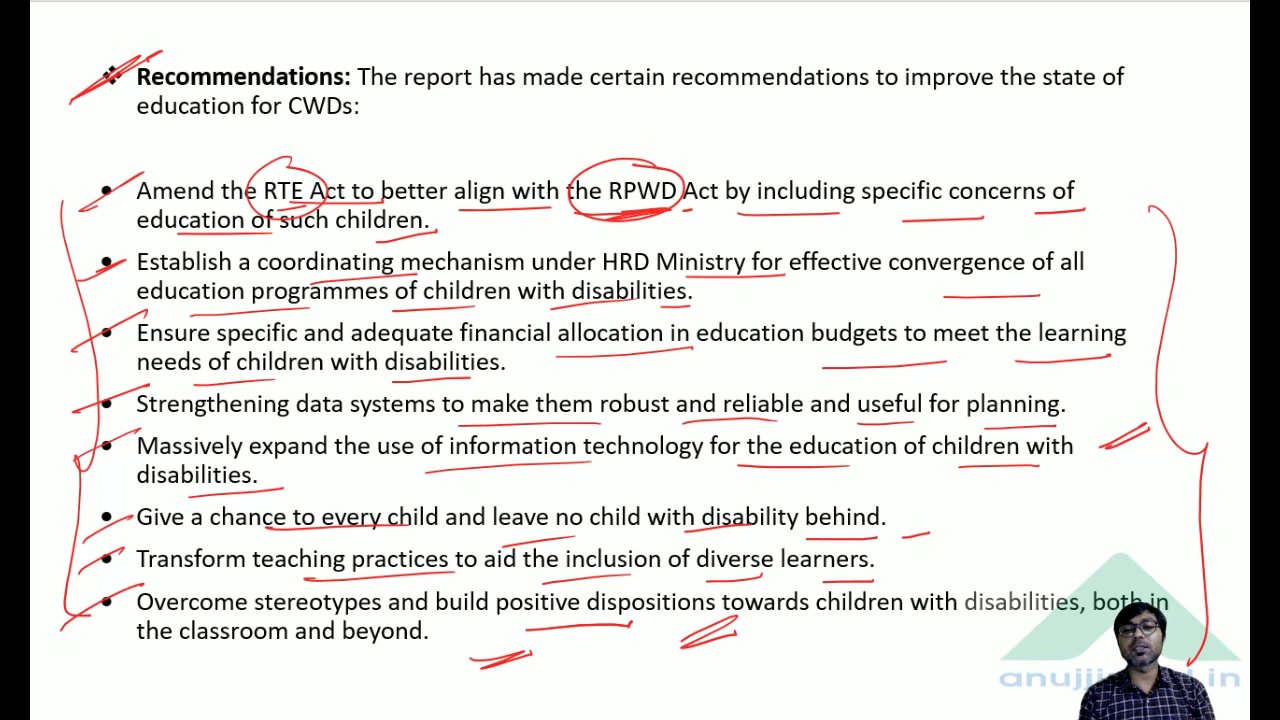 Recommendations: The report has made certain recommendations to improve the state of
education for CWDs:
Amend the RTE Act to better align with the RPWD Act by including specific concerns of
education of such children.
Establish a coordinating mechanism under HRD Ministry for effective convergence of all
education programmes of children with disabilities.
Ensure specific and adequate financial allocation in education budgets to meet the learning
needs of children with disabilities.
Strengthening data systems to make them robust and reliable and useful for planning.
Massively expand the use of information technology for the education of children with
disabilities.
Give a chance to every child and leave no child with disability behind.
Transform teaching practices to aid the inclusion of diverse learners.
Overcome stereotypes and build positive dispositions towards children with disabilities, both in
the classroom and beyond.